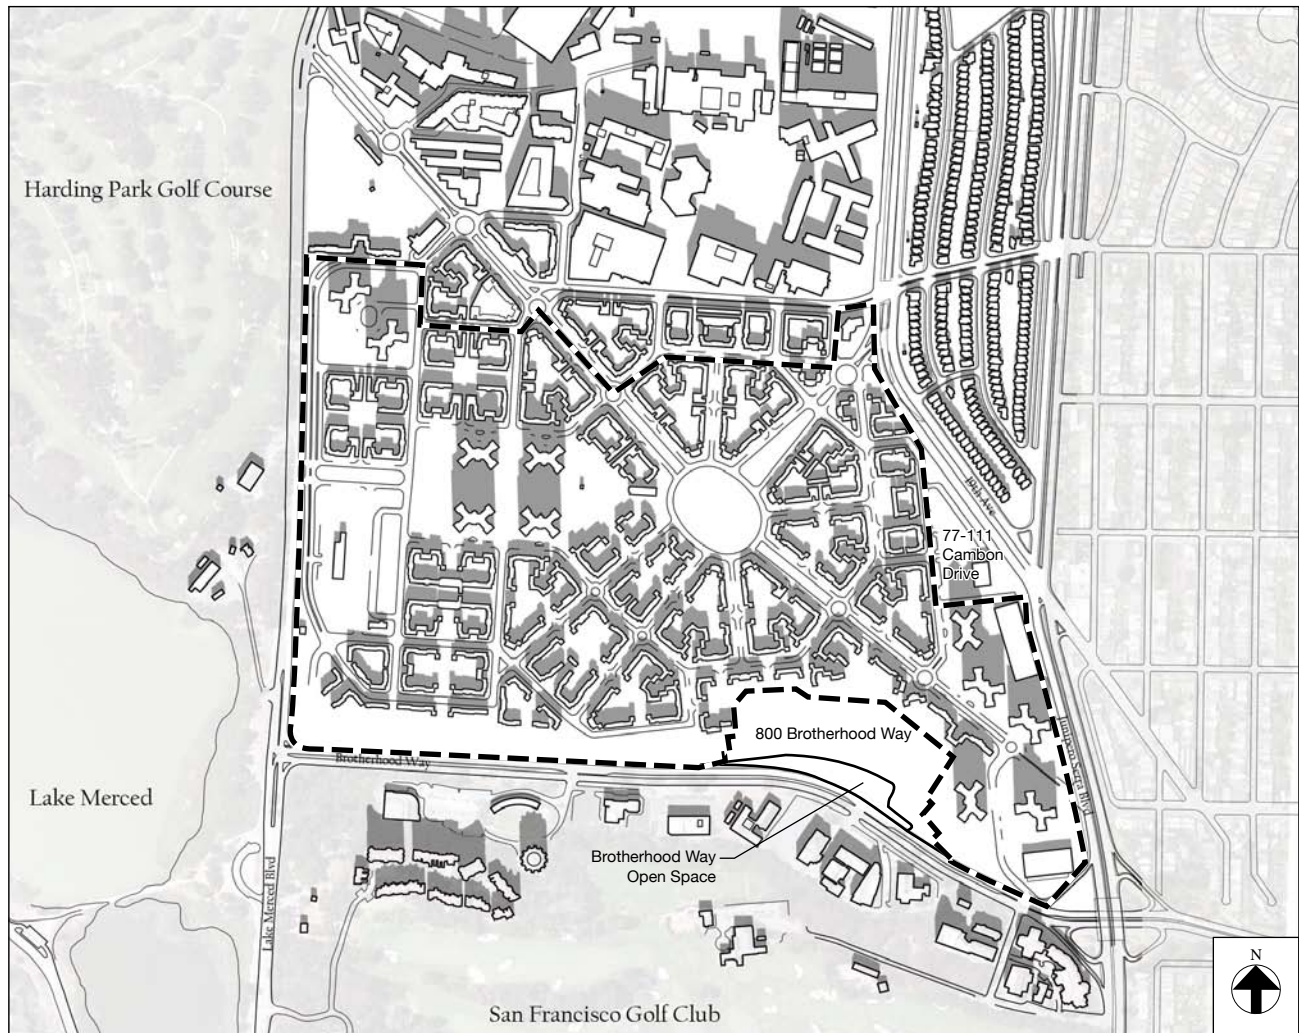 Harding Park Golf Course
19th Ave
77-111
Cambon
Drive
800 Brotherhood Way
Junipero Serra Blvd
Brotherhood Way
Lake Merced
Brotherhood Way
Open Space
Lake Merced Blvd
San Francisco Golf Club
N